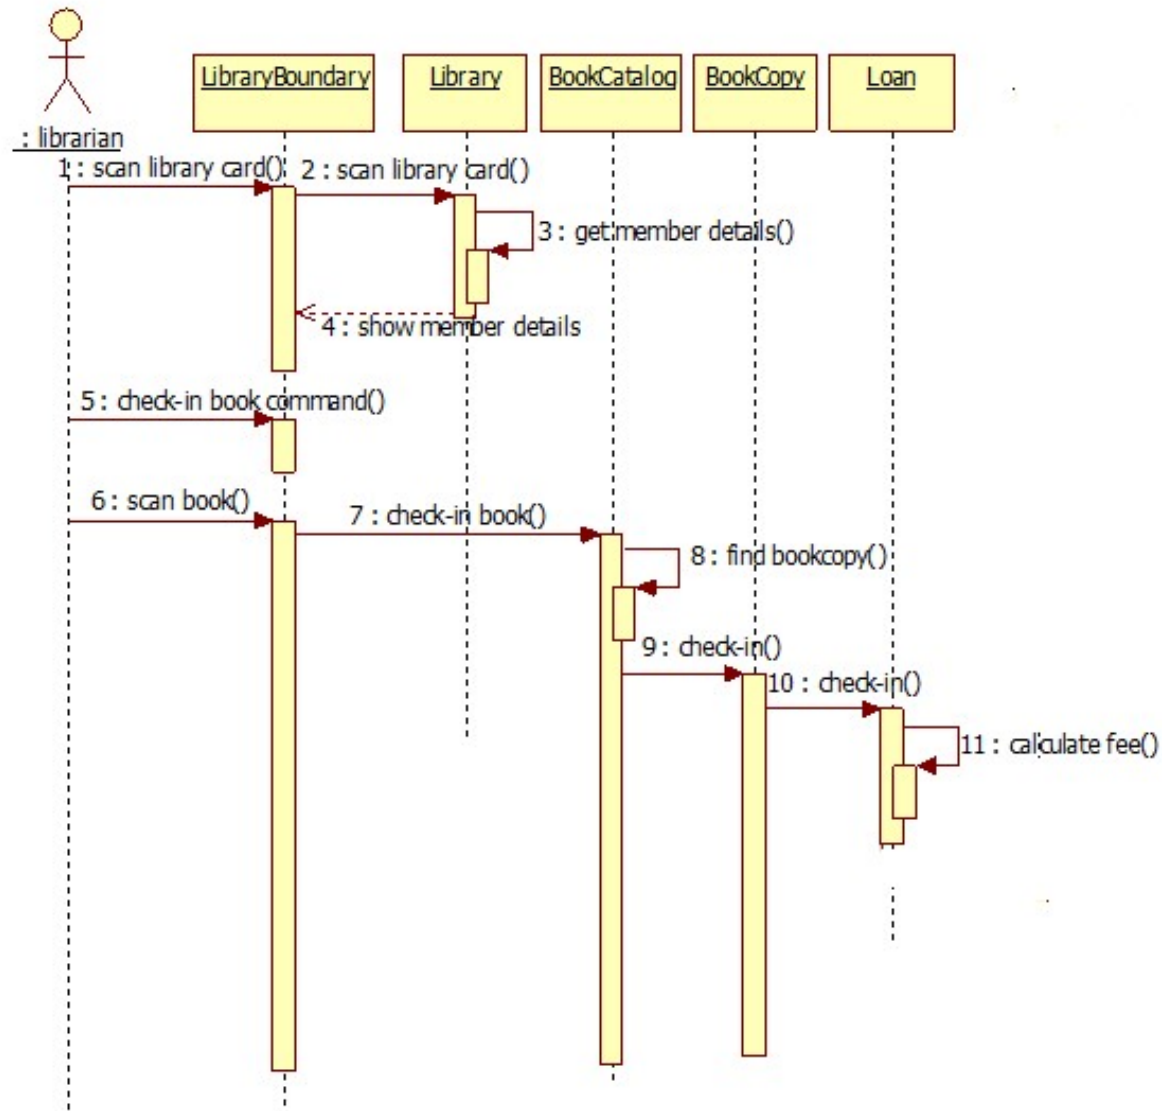 LibraryBoundary
Library
BookCatalog
BookCopy
Loan
: librarian
1 : scan library card()
2 : scan library card()
3 : get member details()
4 : show member details
5 : check-in book command()
6 : scan book()
7 : check-in book()
8 : find bookcopy()
9 : check-in()
10 : check-in()
11 : calculate fee()